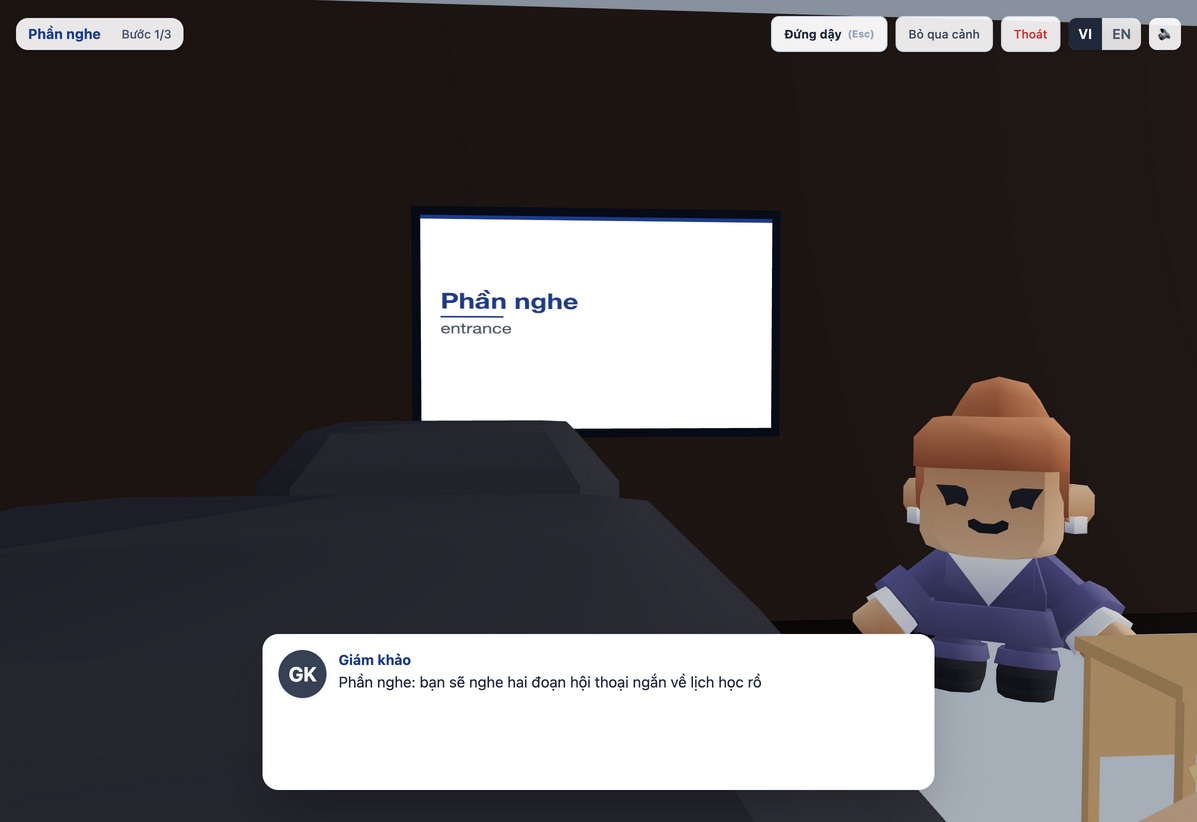 Phần nghe Bước 1/3
Đứng dậy (Esc) Bỏ qua cảnh Thoát VI EN
Phần nghe
entrance
GK
Giám khảo
Phần nghe: bạn sẽ nghe hai đoạn hội thoại ngắn về lịch học rồ